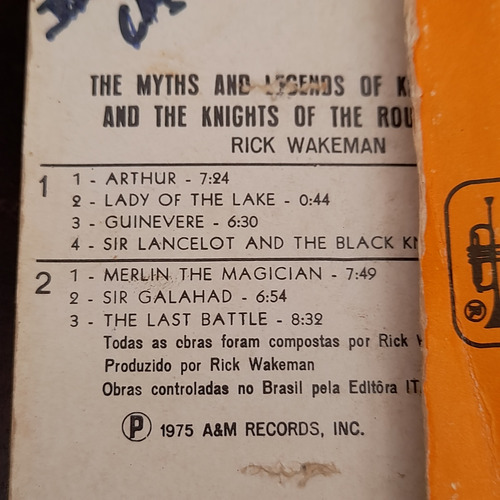 THE MYTHS AND LEGENDS OF
AND THE KNIGHTS OF THE ROU
RICK WAKEMAN
1
1 - ARTHUR - 7:24
2 - LADY OF THE LAKE - 0:44
3 - GUINEVERE - 6:30
4 - SIR LANCELOT AND THE BLACK KN
2
1 - MERLIN THE MAGICIAN - 7:49
2 - SIR GALAHAD - 6:54
3 - THE LAST BATTLE - 8:32
Todas as obras foram compostas por Rick
Produzido por Rick Wakeman
Obras controladas no Brasil pela Editôra IT
℗ 1975 A&M RECORDS, INC.
®